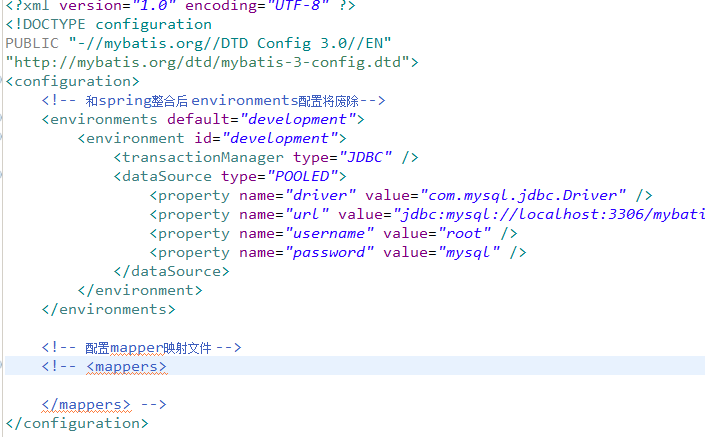 <?xml version="1.0" encoding="UTF-8" ?>
<!DOCTYPE configuration
PUBLIC "-//mybatis.org//DTD Config 3.0//EN"
"http://mybatis.org/dtd/mybatis-3-config.dtd">
<configuration>
<!-- 和spring整合后 environments配置将废除-->
<environments default="development">
<environment id="development">
<transactionManager type="JDBC" />
<dataSource type="POOLED">
<property name="driver" value="com.mysql.jdbc.Driver" />
<property name="url" value="jdbc:mysql://localhost:3306/mybati
<property name="username" value="root" />
<property name="password" value="mysql" />
</dataSource>
</environment>
</environments>
<!-- 配置mapper映射文件 -->
<!-- <mappers>
</mappers> -->
</configuration>